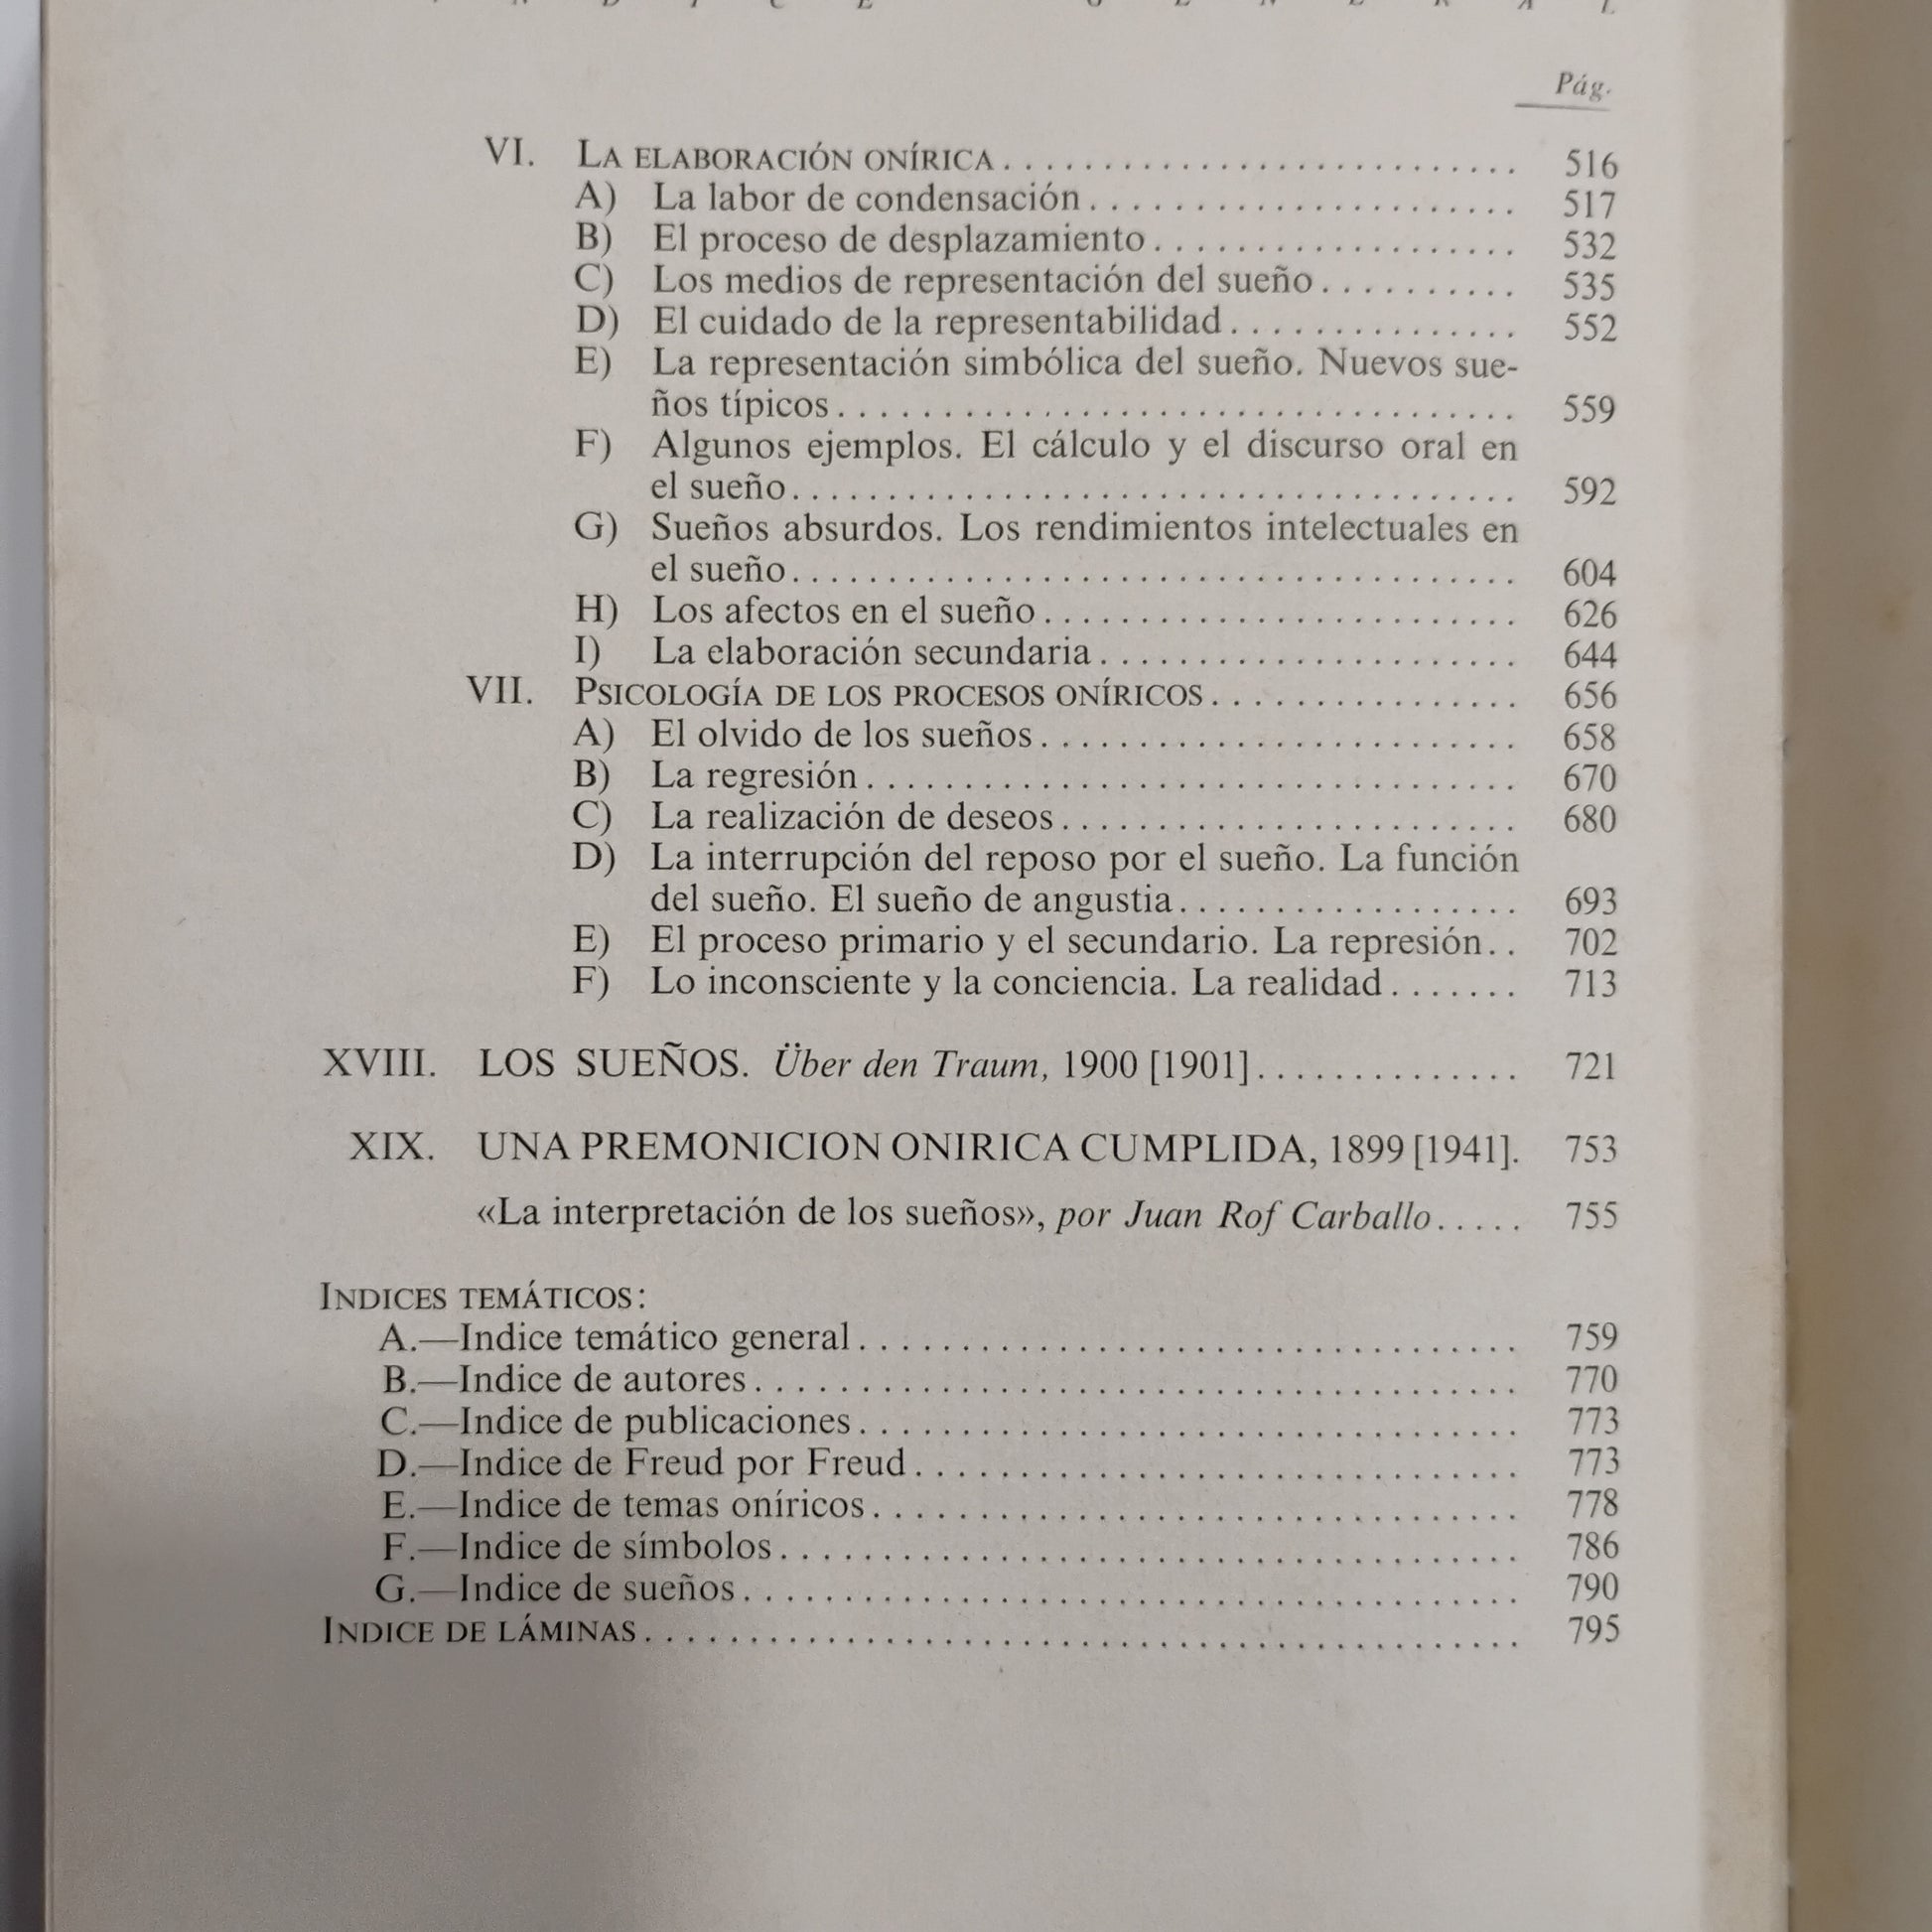 Pág.
VI. LA ELABORACIÓN ONÍRICA 516
A) La labor de condensación 517
B) El proceso de desplazamiento 532
C) Los medios de representación del sueño 535
D) El cuidado de la representabilidad 552
E) La representación simbólica del sueño. Nuevos sue-
ños típicos 559
F) Algunos ejemplos. El cálculo y el discurso oral en
el sueño 592
G) Sueños absurdos. Los rendimientos intelectuales en
el sueño 604
H) Los afectos en el sueño 626
I) La elaboración secundaria 644
VII. PSICOLOGÍA DE LOS PROCESOS ONÍRICOS 656
A) El olvido de los sueños 658
B) La regresión 670
C) La realización de deseos 680
D) La interrupción del reposo por el sueño. La función
del sueño. El sueño de angustia 693
E) El proceso primario y el secundario. La represión 702
F) Lo inconsciente y la conciencia. La realidad 713
XVIII. LOS SUEÑOS. Über den Traum, 1900 [1901] 721
XIX. UNA PREMONICION ONIRICA CUMPLIDA, 1899 [1941]. 753
«La interpretación de los sueños», por Juan Rof Carballo 755
INDICES TEMÁTICOS:
A.—Indice temático general 759
B.—Indice de autores 770
C.—Indice de publicaciones 773
D.—Indice de Freud por Freud 773
E.—Indice de temas oníricos 778
F.—Indice de símbolos 786
G.—Indice de sueños 790
INDICE DE LÁMINAS 795